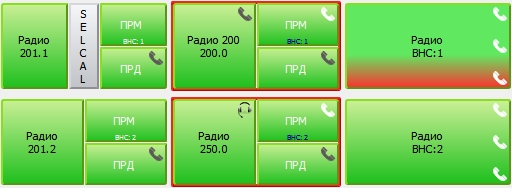 Радио
201.1
SELCAL
ПРМ
ВНС: 1
ПРД
Радио 200
200.0
ПРМ
ВНС: 1
ПРД
Радио
ВНС:1
Радио
201.2
ПРМ
ВНС: 2
ПРД
Радио
250.0
ПРМ
ВНС: 2
ПРД
Радио
ВНС:2